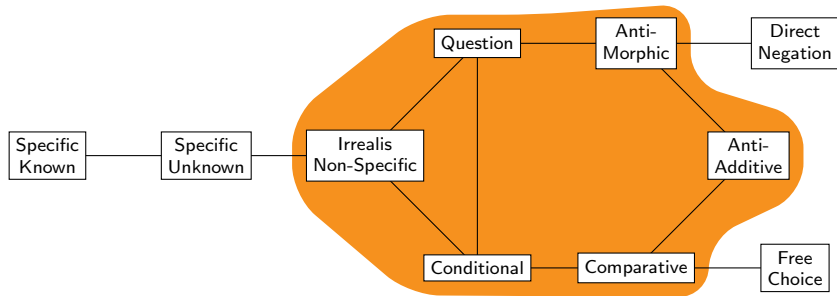 Question
Anti-
Morphic
Direct
Negation
Specific
Known
Specific
Unknown
Irrealis
Non-Specific
Anti-
Additive
Conditional
Comparative
Free
Choice